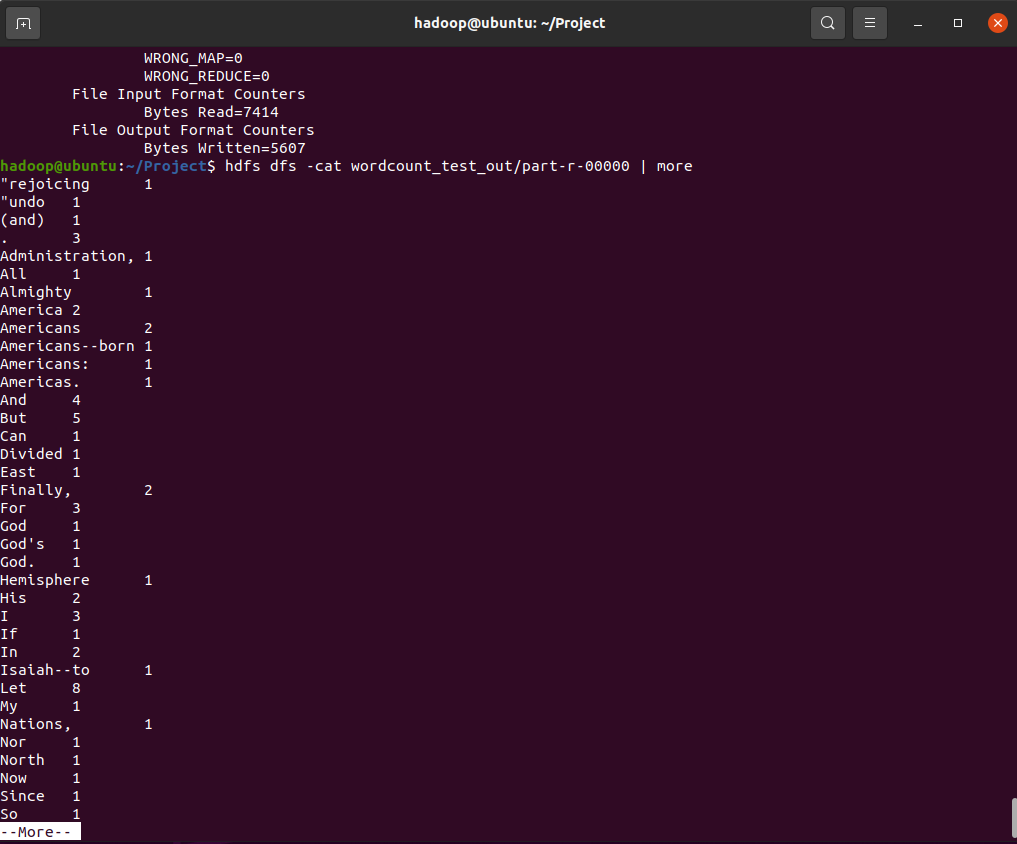 hadoop@ubuntu: ~/Project
WRONG_MAP=0
WRONG_REDUCE=0
File Input Format Counters
Bytes Read=7414
File Output Format Counters
Bytes Written=5607
hadoop@ubuntu:~/Project$ hdfs dfs -cat wordcount_test_out/part-r-00000 | more
"rejoicing 1
"undo 1
(and) 1
. 3
Administration, 1
All 1
Almighty 1
America 2
Americans 2
Americans--born 1
Americans: 1
Americas. 1
And 4
But 5
Can 1
Divided 1
East 1
Finally, 2
For 3
God 1
God's 1
God. 1
Hemisphere 1
His 2
I 3
If 1
In 2
Isaiah--to 1
Let 8
My 1
Nations, 1
Nor 1
North 1
Now 1
Since 1
So 1
--More--